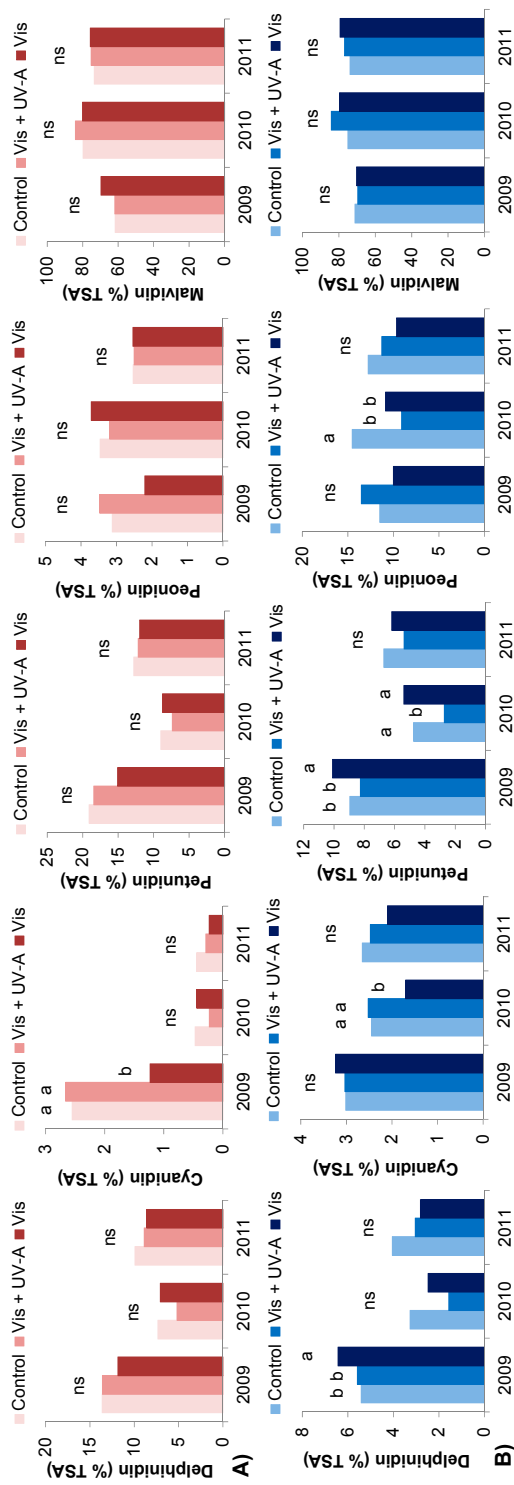 Control Vis + UV-A Vis
Delphinidin (% TSA)
20
15
10
5
0
ns
ns
ns
2009 2010 2011
Control Vis + UV-A Vis
Cyanidin (% TSA)
3
2
1
0
a a b
ns
ns
2009 2010 2011
Control Vis + UV-A Vis
Petunidin (% TSA)
25
20
15
10
5
0
ns
ns
ns
2009 2010 2011
Control Vis + UV-A Vis
Peonidin (% TSA)
5
4
3
2
1
0
ns
ns
ns
2009 2010 2011
Control Vis + UV-A Vis
Malvidin (% TSA)
100
80
60
40
20
0
ns
ns
ns
2009 2010 2011
A)
Control Vis + UV-A Vis
Delphinidin (% TSA)
8
6
4
2
0
b b a
ns
ns
2009 2010 2011
Control Vis + UV-A Vis
Cyanidin (% TSA)
4
3
2
1
0
ns
a a b
ns
2009 2010 2011
Control Vis + UV-A Vis
Petunidin (% TSA)
12
10
8
6
4
2
0
b b a
a b a
ns
2009 2010 2011
Control Vis + UV-A Vis
Peonidin (% TSA)
20
15
10
5
0
ns
a b b
ns
2009 2010 2011
Control Vis + UV-A Vis
Malvidin (% TSA)
100
80
60
40
20
0
ns
ns
ns
2009 2010 2011
B)